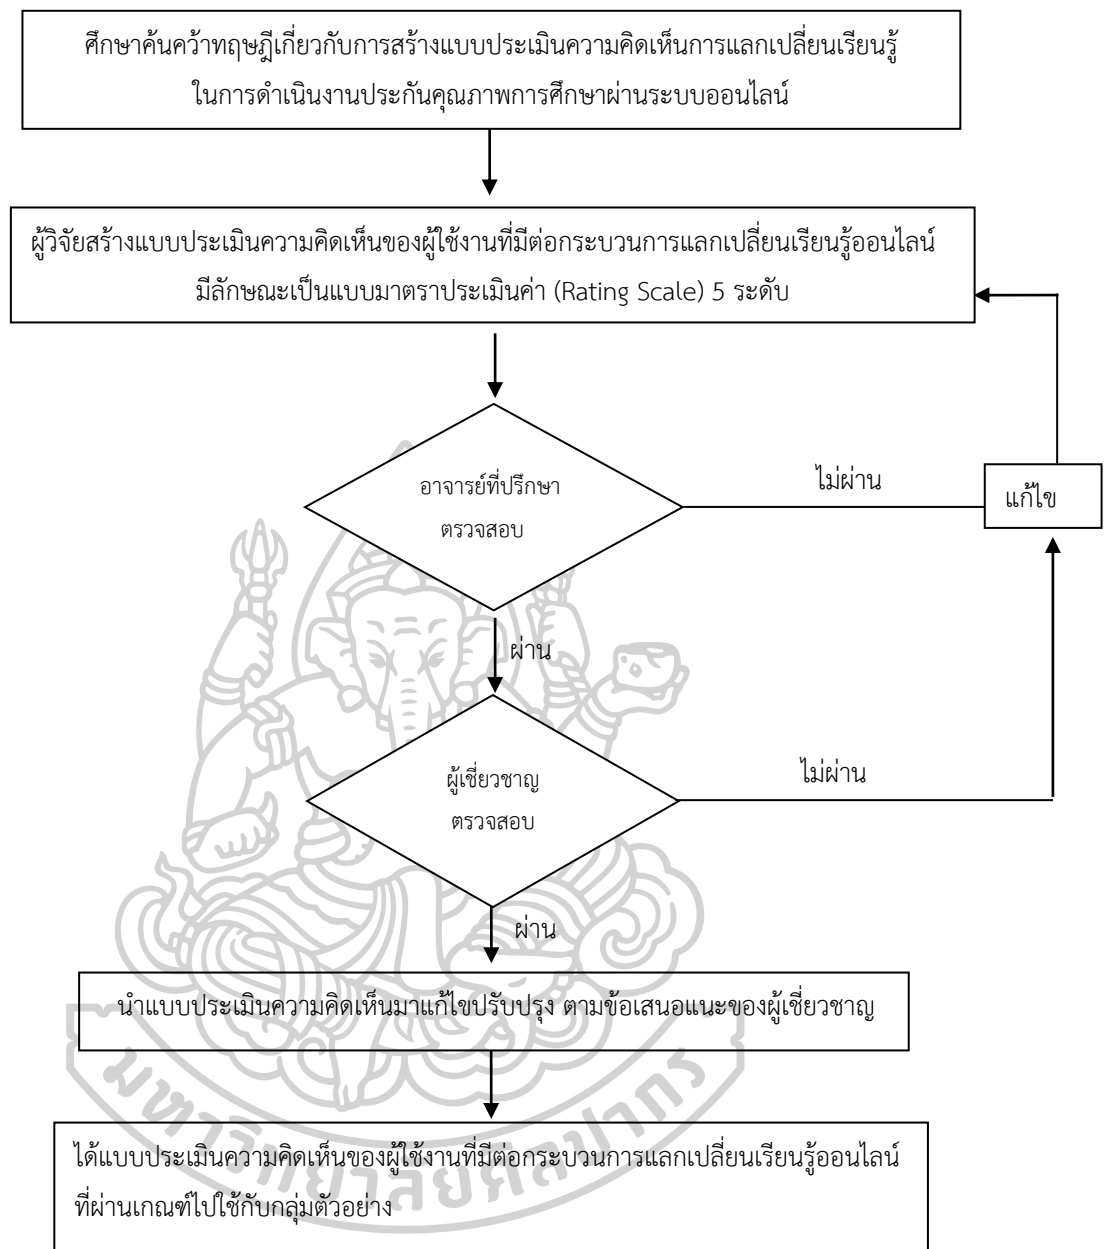 ศึกษาค้นคว้าทฤษฎีเกี่ยวกับการสร้างแบบประเมินความคิดเห็นการแลกเปลี่ยนเรียนรู้
ในการดำเนินงานประกันคุณภาพการศึกษาผ่านระบบออนไลน์
ผู้วิจัยสร้างแบบประเมินความคิดเห็นของผู้ใช้งานที่มีต่อกระบวนการแลกเปลี่ยนเรียนรู้ออนไลน์
มีลักษณะเป็นแบบมาตราประเมินค่า (Rating Scale) 5 ระดับ
อาจารย์ที่ปรึกษา
ตรวจสอบ
ไม่ผ่าน
แก้ไข
ผ่าน
ผู้เชี่ยวชาญ
ตรวจสอบ
ไม่ผ่าน
ผ่าน
นำแบบประเมินความคิดเห็นมาแก้ไขปรับปรุง ตามข้อเสนอแนะของผู้เชี่ยวชาญ
ได้แบบประเมินความคิดเห็นของผู้ใช้งานที่มีต่อกระบวนการแลกเปลี่ยนเรียนรู้ออนไลน์
ที่ผ่านเกณฑ์ไปใช้กับกลุ่มตัวอย่าง
มหาวิทยาลัยศิลปากร